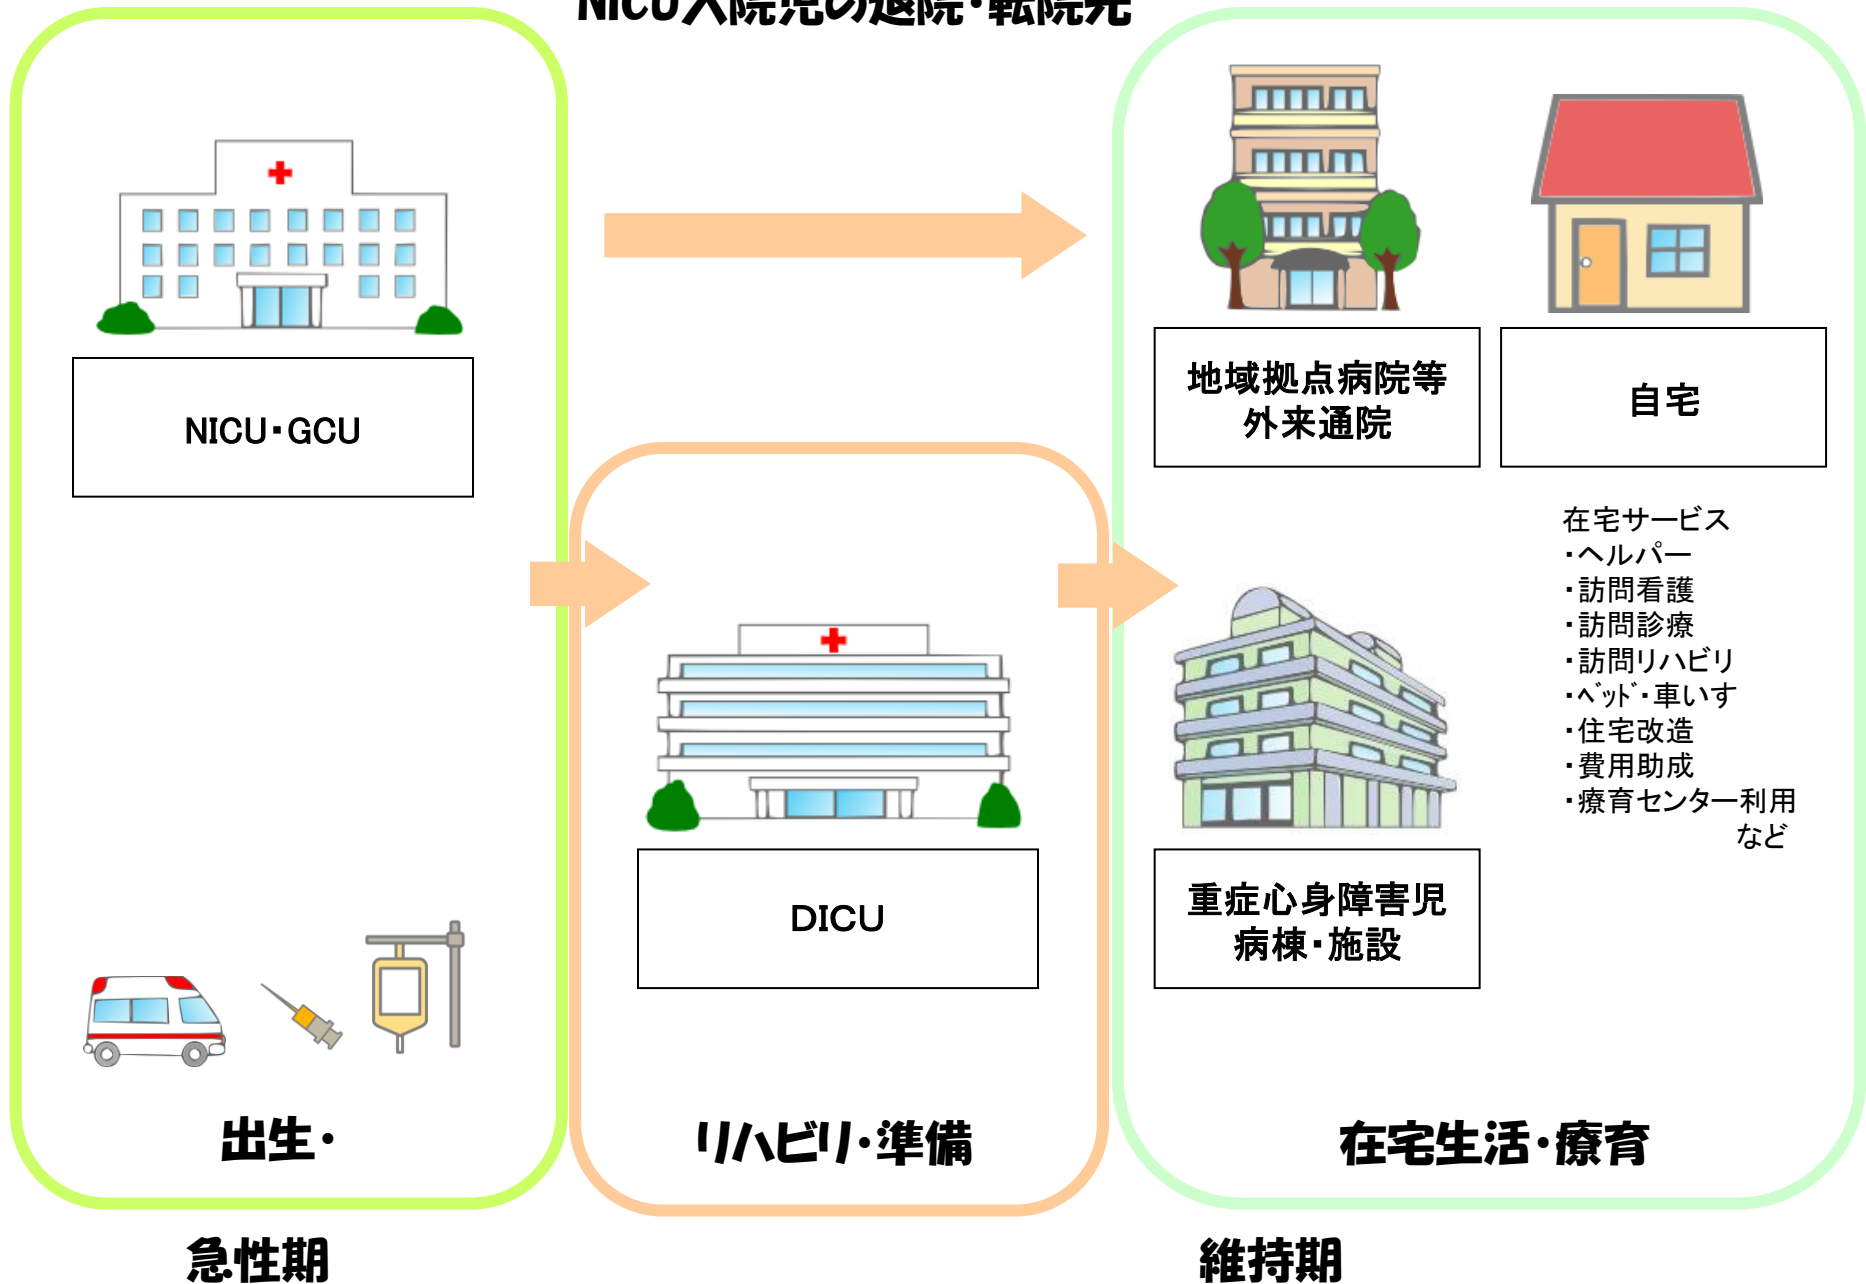 NICU入院児の退院・転院先
NICU・GCU
地域拠点病院等
外来通院
自宅
在宅サービス
・ヘルパー
・訪問看護
・訪問診療
・訪問リハビリ
・ベッド・車いす
・住宅改造
・費用助成
・療育センター利用
など
DICU
重症心身障害児
病棟・施設
出生・
リハビリ・準備
在宅生活・療育
急性期
維持期